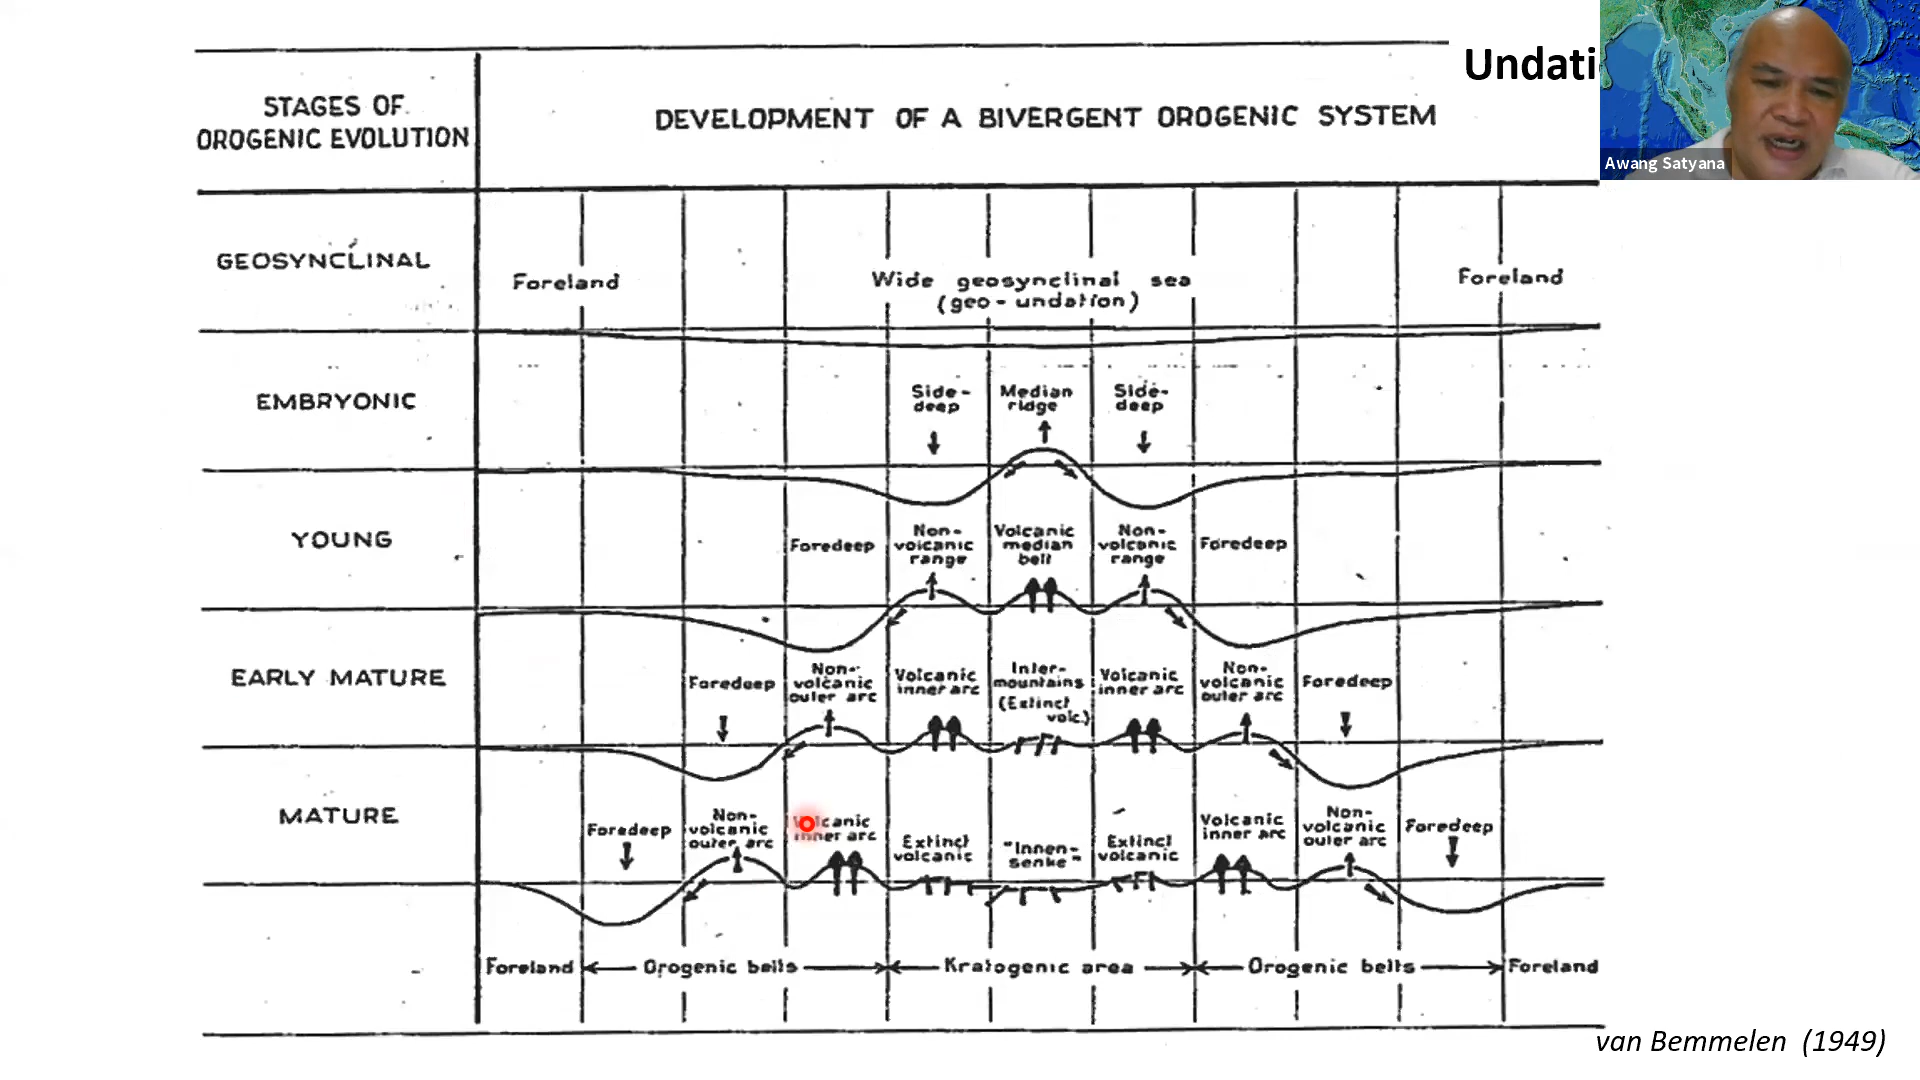 Undati
Awang Satyana
STAGES OF
OROGENIC EVOLUTION
DEVELOPMENT OF A BIVERGENT OROGENIC SYSTEM
GEOSYNCLINAL
Foreland
Wide geosynclinal sea
(geo-undation)
Foreland
EMBRYONIC
Side-
deep
Median
ridge
Side-
deep
YOUNG
Foredeep
Non-
volcanic
range
Volcanic
median
belt
Non-
volcanic
range
Foredeep
EARLY MATURE
Foredeep
Non-
volcanic
outer arc
Volcanic
inner arc
Inter-
mountains
(Extinct
volc.)
Volcanic
inner arc
Non-
volcanic
outer arc
Foredeep
MATURE
Foredeep
Non-
volcanic
outer arc
Volcanic
inner arc
Extinct
volcanic
"Innen-
senke"
Extinct
volcanic
Volcanic
inner arc
Non-
volcanic
outer arc
Foredeep
Foreland
Orogenic belts
Kratogenic area
Orogenic belts
Foreland
van Bemmelen (1949)